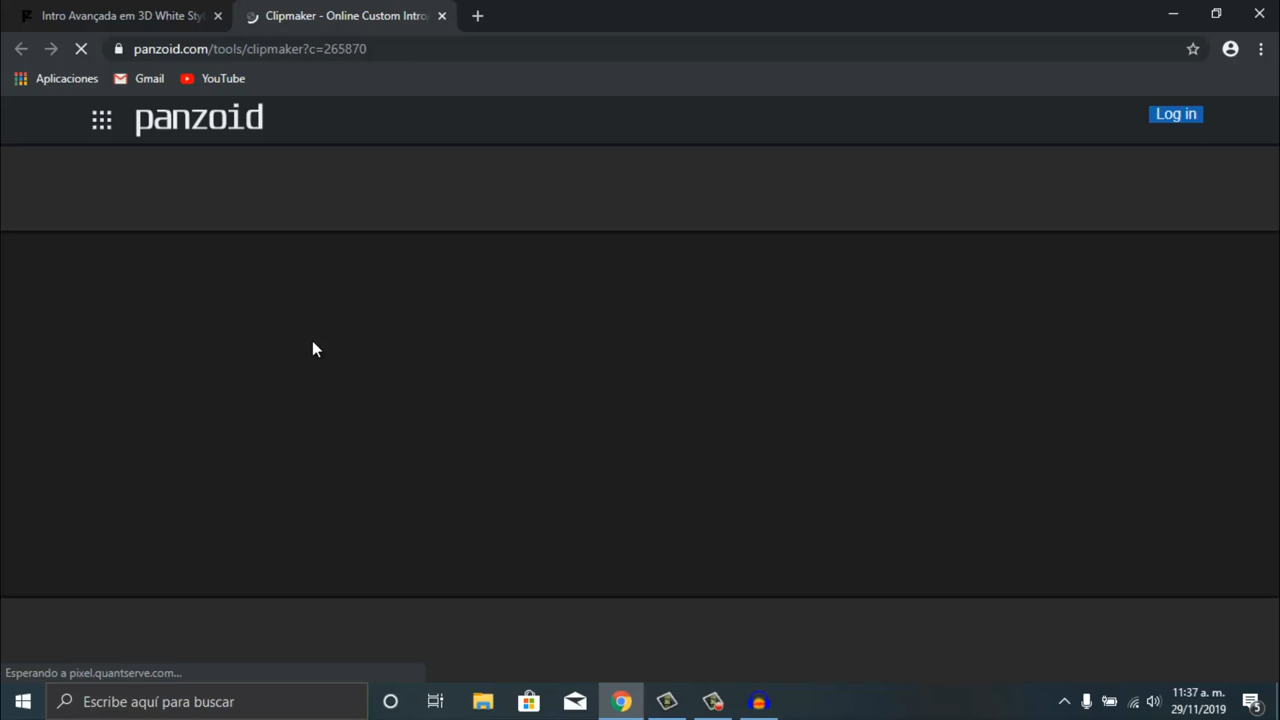 Intro Avançada em 3D White Sty
Clipmaker - Online Custom Intro
panzoid.com/tools/clipmaker?c=265870
Aplicaciones
Gmail
YouTube
panzoid
Log in
Esperando a pixel.quantserve.com...
Escribe aquí para buscar
11:37 a. m.
29/11/2019
5